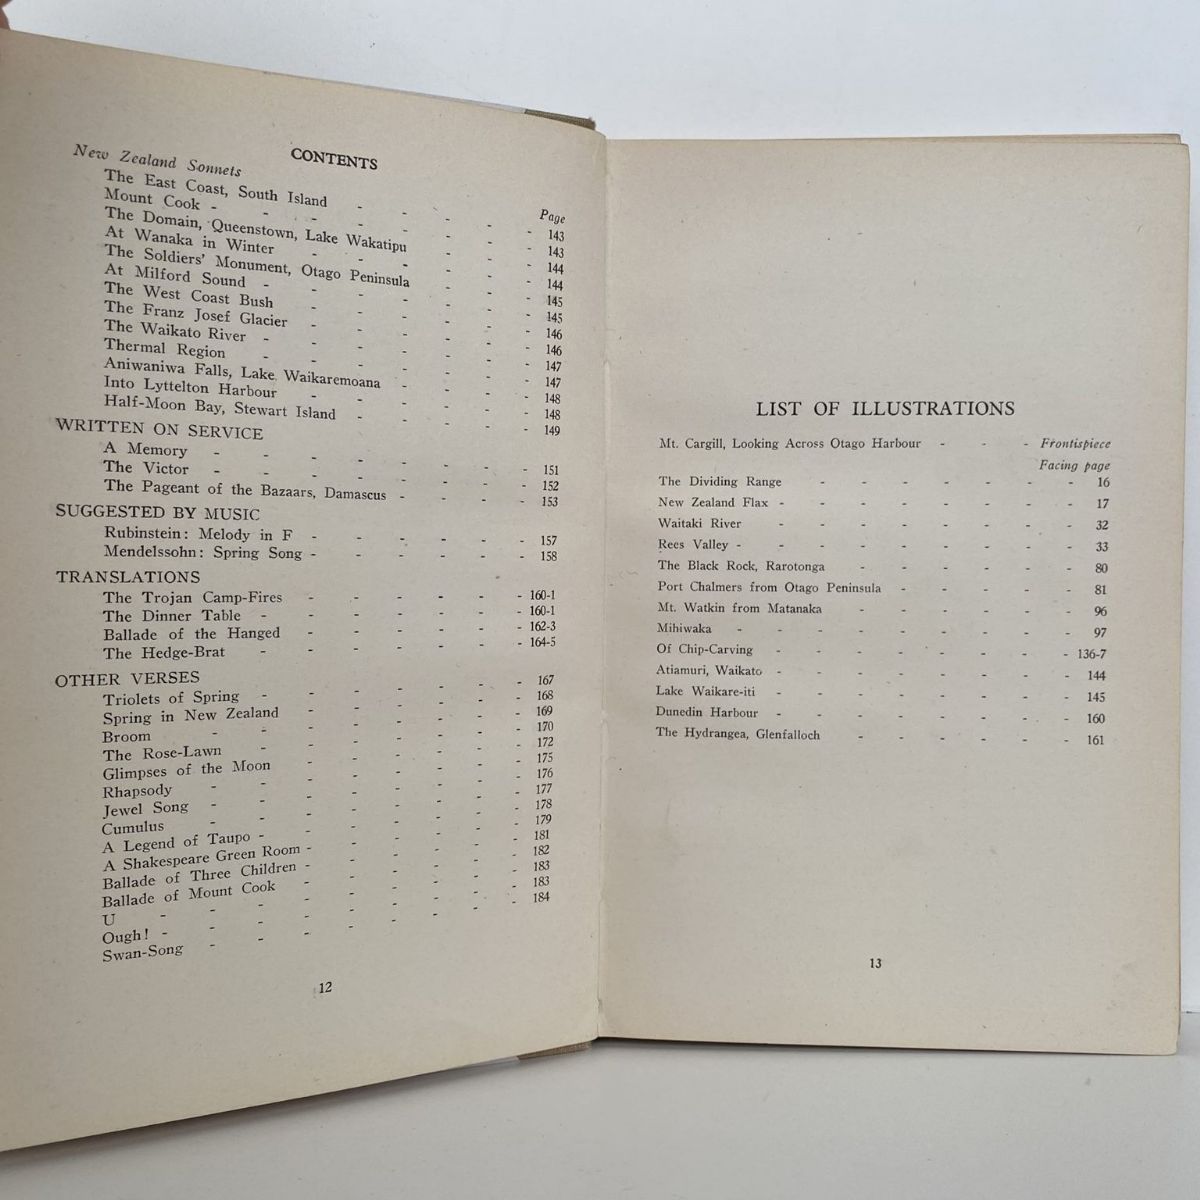 CONTENTS
New Zealand Sonnets
Page
The East Coast, South Island - - - - - 143
Mount Cook - - - - - - - 143
The Domain, Queenstown, Lake Wakatipu - - - 144
At Wanaka in Winter - - - - - - 144
The Soldiers' Monument, Otago Peninsula - - - 145
At Milford Sound - - - - - - - 145
The West Coast Bush - - - - - - 146
The Franz Josef Glacier - - - - - - 146
The Waikato River - - - - - - - 147
Thermal Region - - - - - - - 147
Aniwaniwa Falls, Lake Waikaremoana - - - - 148
Into Lyttelton Harbour - - - - - - 148
Half-Moon Bay, Stewart Island - - - - - 149
WRITTEN ON SERVICE
A Memory - - - - - - - - 151
The Victor - - - - - - - - 152
The Pageant of the Bazaars, Damascus - - - - 153
SUGGESTED BY MUSIC
Rubinstein: Melody in F - - - - - - 157
Mendelssohn: Spring Song - - - - - - 158
TRANSLATIONS
The Trojan Camp-Fires - - - - - - 160-1
The Dinner Table - - - - - - - 160-1
Ballade of the Hanged - - - - - - 162-3
The Hedge-Brat - - - - - - - 164-5
OTHER VERSES
Triolets of Spring - - - - - - - 167
Spring in New Zealand - - - - - - 168
Broom - - - - - - - - 169
The Rose-Lawn - - - - - - - 170
Glimpses of the Moon - - - - - - 172
Rhapsody - - - - - - - - 175
Jewel Song - - - - - - - - 176
Cumulus - - - - - - - - 177
A Legend of Taupo - - - - - - - 178
A Shakespeare Green Room - - - - - - 179
Ballade of Three Children - - - - - - 181
Ballade of Mount Cook - - - - - - 182
U - - - - - - - - - 183
Ough! - - - - - - - - 183
Swan-Song - - - - - - - - 184
12
LIST OF ILLUSTRATIONS
Mt. Cargill, Looking Across Otago Harbour - - - Frontispiece
Facing page
The Dividing Range - - - - - - - 16
New Zealand Flax - - - - - - - - 17
Waitaki River - - - - - - - - 32
Rees Valley - - - - - - - - - 33
The Black Rock, Rarotonga - - - - - - 80
Port Chalmers from Otago Peninsula - - - - - 81
Mt. Watkin from Matanaka - - - - - - 96
Mihiwaka - - - - - - - - - 97
Of Chip-Carving - - - - - - - - 136-7
Atiamuri, Waikato - - - - - - - - 144
Lake Waikare-iti - - - - - - - - 145
Dunedin Harbour - - - - - - - - 160
The Hydrangea, Glenfalloch - - - - - - 161
13